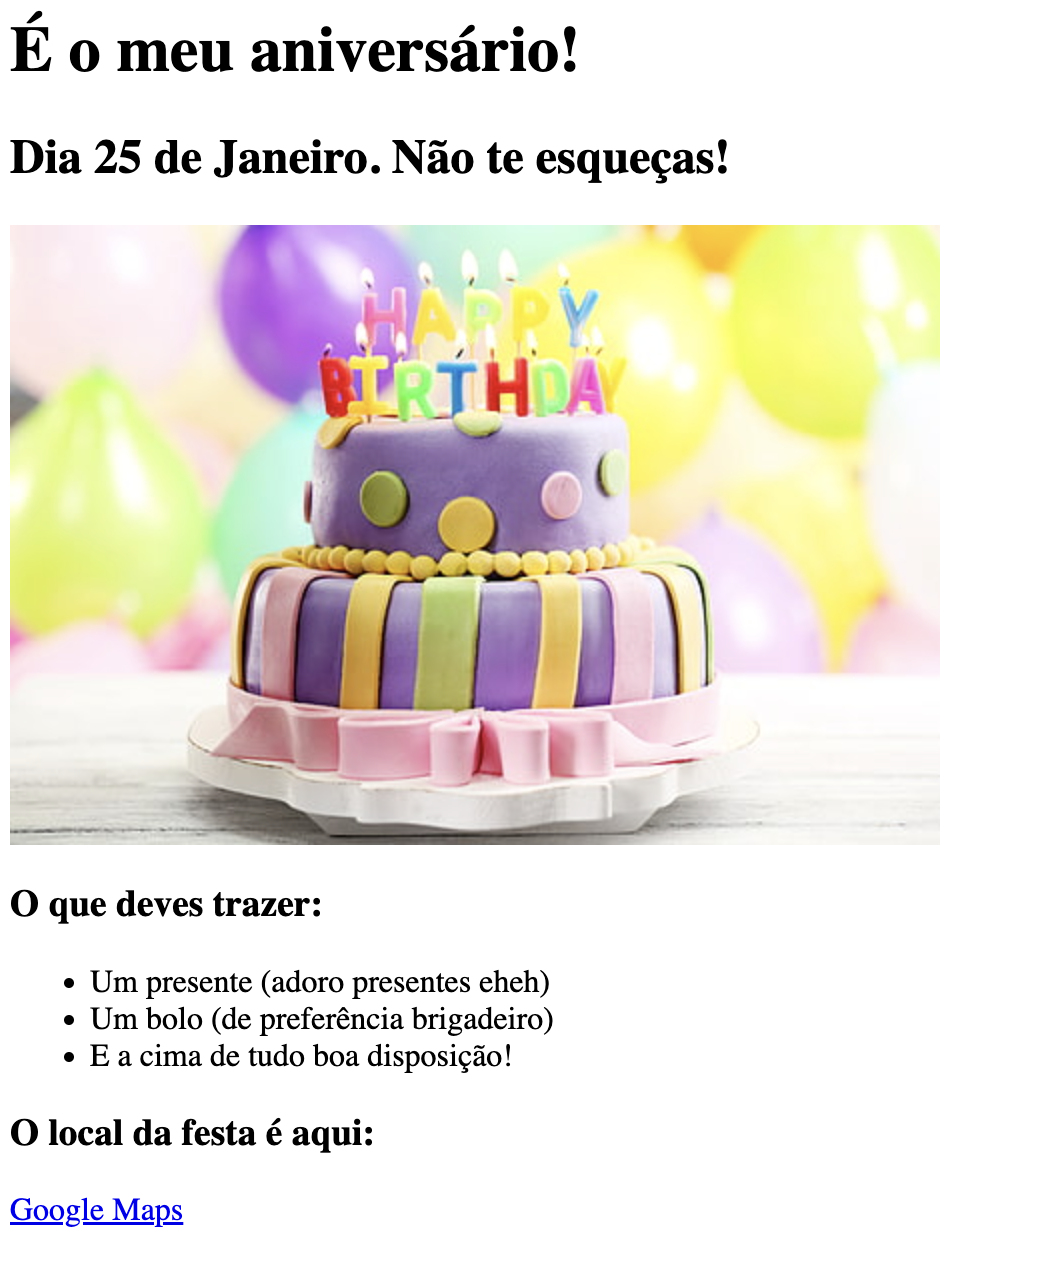 É o meu aniversário!
Dia 25 de Janeiro. Não te esqueças!
HAPPY
BIRTHDAY
O que deves trazer:
• Um presente (adoro presentes eheh)
• Um bolo (de preferência brigadeiro)
• E a cima de tudo boa disposição!
O local da festa é aqui:
Google Maps